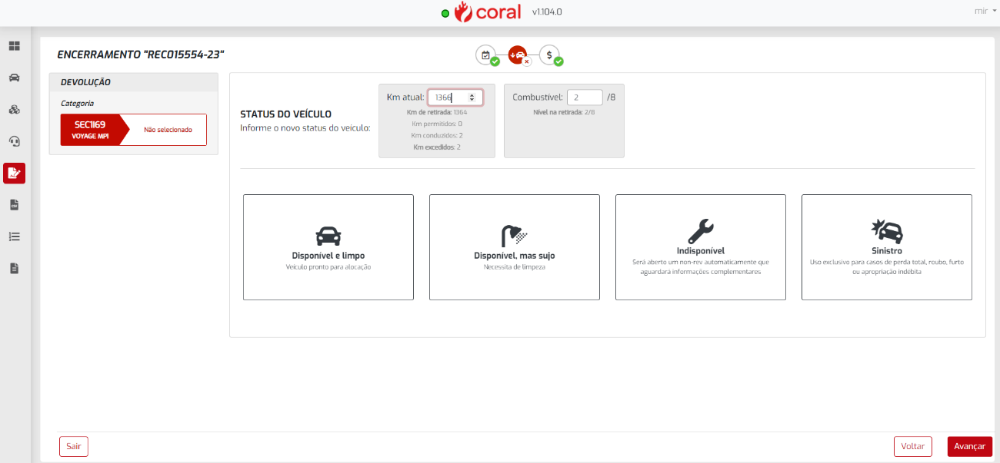 coral v1.104.0
mir
ENCERRAMENTO "REC015554-23"
$
DEVOLUÇÃO
Categoria
SEC1I69
VOYAGE MPI
Não selecionado
STATUS DO VEÍCULO
Informe o novo status do veículo:
Km atual: 1366
Km de retirada: 1364
Km permitidos: 0
Km conduzidos: 2
Km excedidos: 2
Combustível: 2 /8
Nível na retirada: 2/8
Disponível e limpo
Veículo pronto para alocação
Disponível, mas sujo
Necessita de limpeza
Indisponível
Será aberto um non-rev automaticamente que
aguardará informações complementares
Sinistro
Uso exclusivo para casos de perda total, roubo, furto
ou apropriação indébita
Sair
Voltar
Avançar